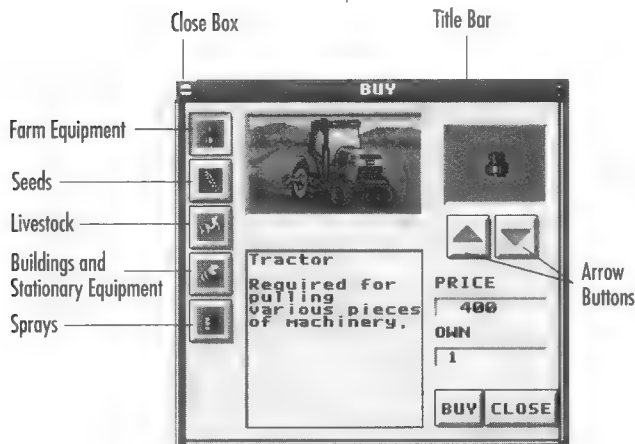 Close Box
Title Bar
BUY
Farm Equipment
Seeds
Livestock
Buildings and
Stationary Equipment
Sprays
Tractor
Required for
pulling
various pieces
of machinery.
PRICE
400
OWN
1
Arrow
Buttons
BUY
CLOSE